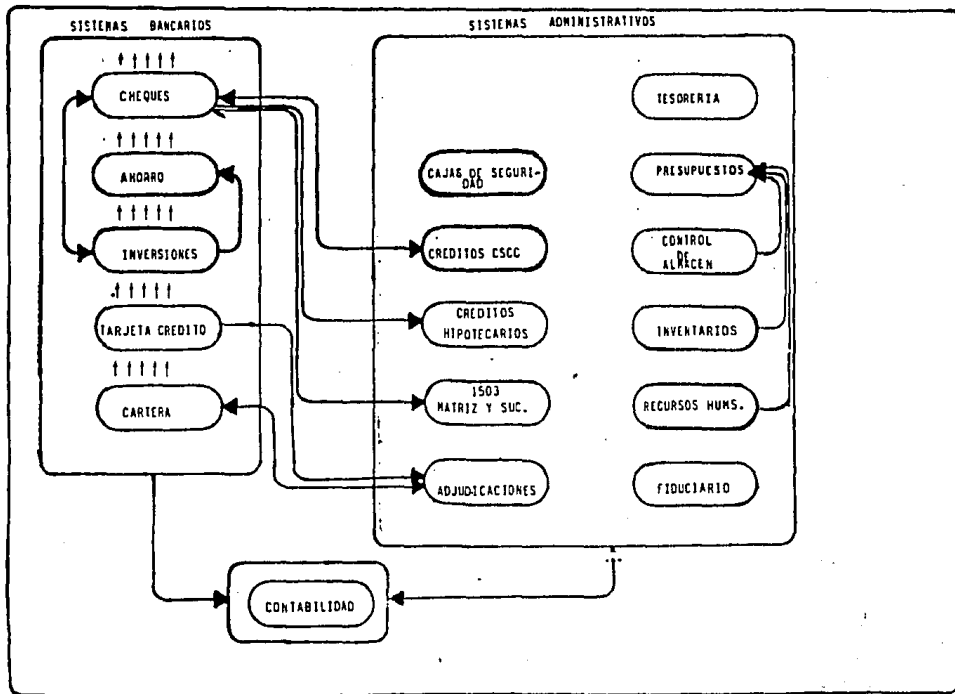 SISTEMAS BANCARIOS
CHEQUES
AHORRO
INVERSIONES
TARJETA CREDITO
CARTERA
SISTEMAS ADMINISTRATIVOS
CAJAS DE SEGURI-
DAD
CREDITOS CSCC
CREDITOS
HIPOTECARIOS
1503
MATRIZ Y SUC.
ADJUDICACIONES
TESORERIA
PRESUPUESTOS
CONTROL
DE
ALMACEN
INVENTARIOS
RECURSOS HUMS.
FIDUCIARIO
CONTABILIDAD